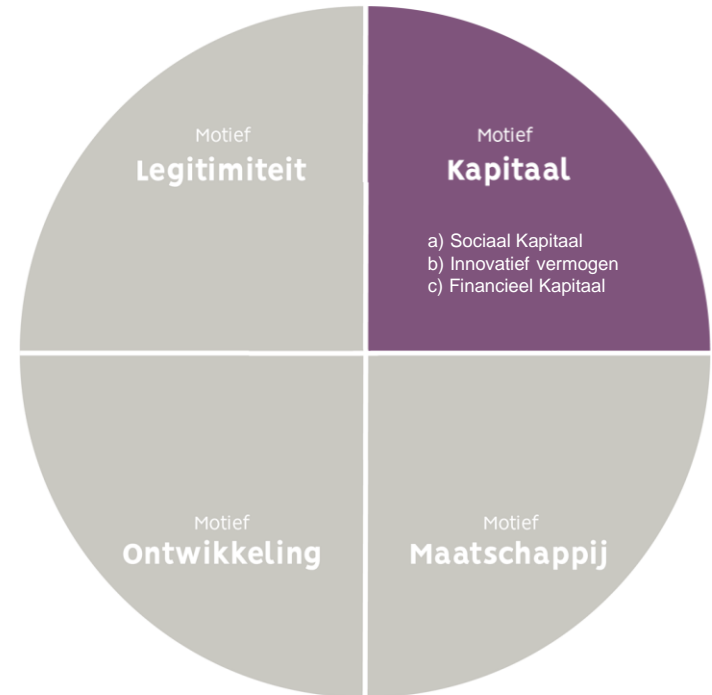 Motief
Legitimiteit
Motief
Kapitaal
a) Sociaal Kapitaal
b) Innovatief vermogen
c) Financieel Kapitaal
Motief
Ontwikkeling
Motief
Maatschappij